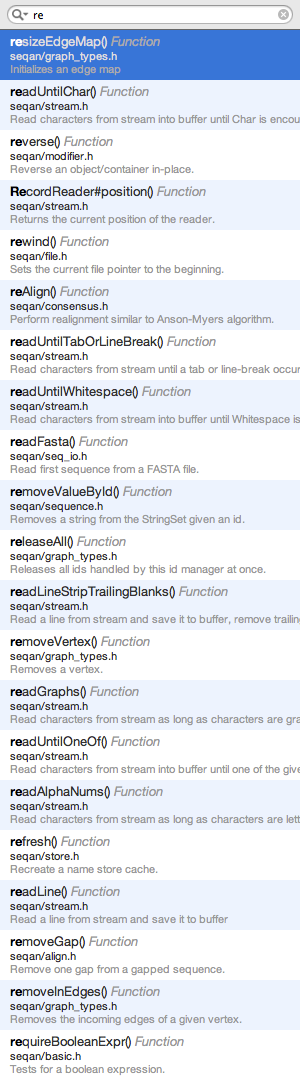 re
resizeEdgeMap() Function
seqan/graph_types.h
Initializes an edge map
readUntilChar() Function
seqan/stream.h
Read characters from stream into buffer until Char is encou
reverse() Function
seqan/modifier.h
Reverse an object/container in-place.
RecordReader#position() Function
seqan/stream.h
Returns the current position of the reader.
rewind() Function
seqan/file.h
Sets the current file pointer to the beginning.
reAlign() Function
seqan/consensus.h
Perform realignment similar to Anson-Myers algorithm.
readUntilTabOrLineBreak() Function
seqan/stream.h
Read characters from stream until a tab or line-break occur
readUntilWhitespace() Function
seqan/stream.h
Read characters from stream into buffer until Whitespace is
readFasta() Function
seqan/seq_io.h
Read first sequence from a FASTA file.
removeValueById() Function
seqan/sequence.h
Removes a string from the StringSet given an id.
releaseAll() Function
seqan/graph_types.h
Releases all ids handled by this id manager at once.
readLineStripTrailingBlanks() Function
seqan/stream.h
Read a line from stream and save it to buffer, remove trailing
removeVertex() Function
seqan/graph_types.h
Removes a vertex.
readGraphs() Function
seqan/stream.h
Read characters from stream as long as characters are gra
readUntilOneOf() Function
seqan/stream.h
Read characters from stream into buffer until one of the give
readAlphaNums() Function
seqan/stream.h
Read characters from stream as long as characters are lett
refresh() Function
seqan/store.h
Recreate a name store cache.
readLine() Function
seqan/stream.h
Read a line from stream and save it to buffer
removeGap() Function
seqan/align.h
Remove one gap from a gapped sequence.
removeInEdges() Function
seqan/graph_types.h
Removes the incoming edges of a given vertex.
requireBooleanExpr() Function
seqan/basic.h
Tests for a boolean expression.